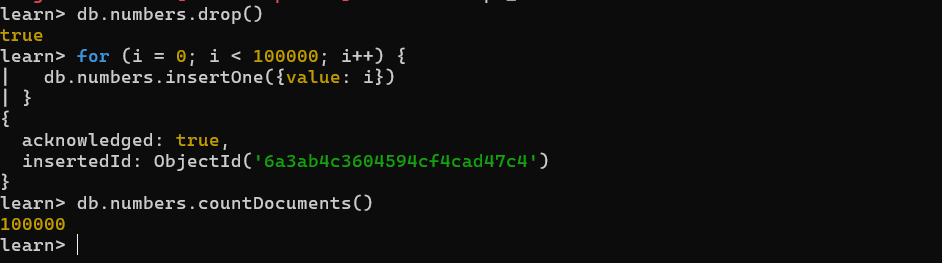 learn> db.numbers.drop()
true
learn> for (i = 0; i < 100000; i++) {
|   db.numbers.insertOne({value: i})
| }
{
  acknowledged: true,
  insertedId: ObjectId('6a3ab4c3604594cf4cad47c4')
}
learn> db.numbers.countDocuments()
100000
learn>